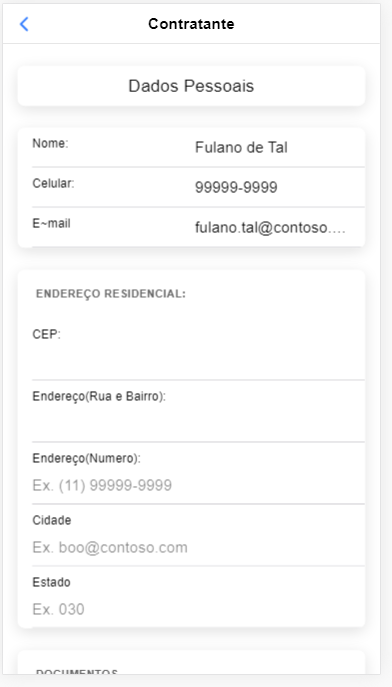 Contratante
Dados Pessoais
Nome: Fulano de Tal
Celular: 99999-9999
E~mail fulano.tal@contoso....
ENDEREÇO RESIDENCIAL:
CEP:
Endereço(Rua e Bairro):
Endereço(Numero):
Ex. (11) 99999-9999
Cidade
Ex. boo@contoso.com
Estado
Ex. 030
DOCUMENTOS